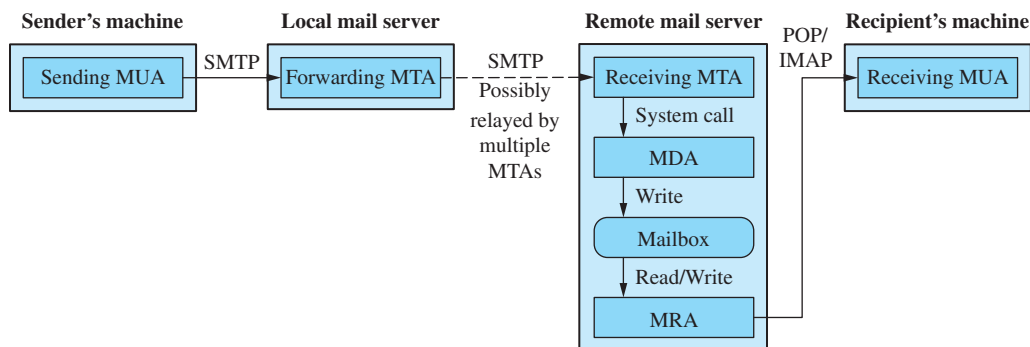 Sender's machine
Local mail server
Remote mail server
Recipient's machine
Sending MUA
SMTP
Forwarding MTA
SMTP
Possibly
relayed by
multiple
MTAs
Receiving MTA
System call
MDA
Write
Mailbox
Read/Write
MRA
POP/
IMAP
Receiving MUA